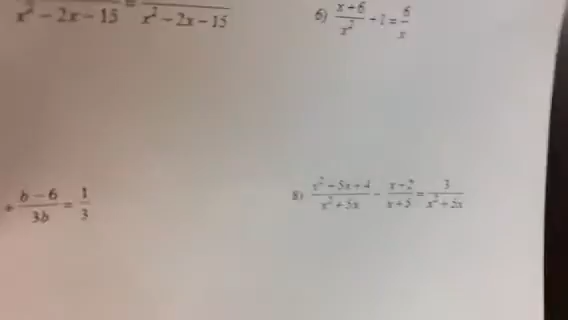 x² − 2x − 15 = x² − 2x − 15
6) x + 6 / x² + 1 = 6 / x
+ b − 6 / 3b = 1 / 3
8) x² − 5x + 4 / x² + 5x − x − 2 / x + 5 = 3 / x² + 5x